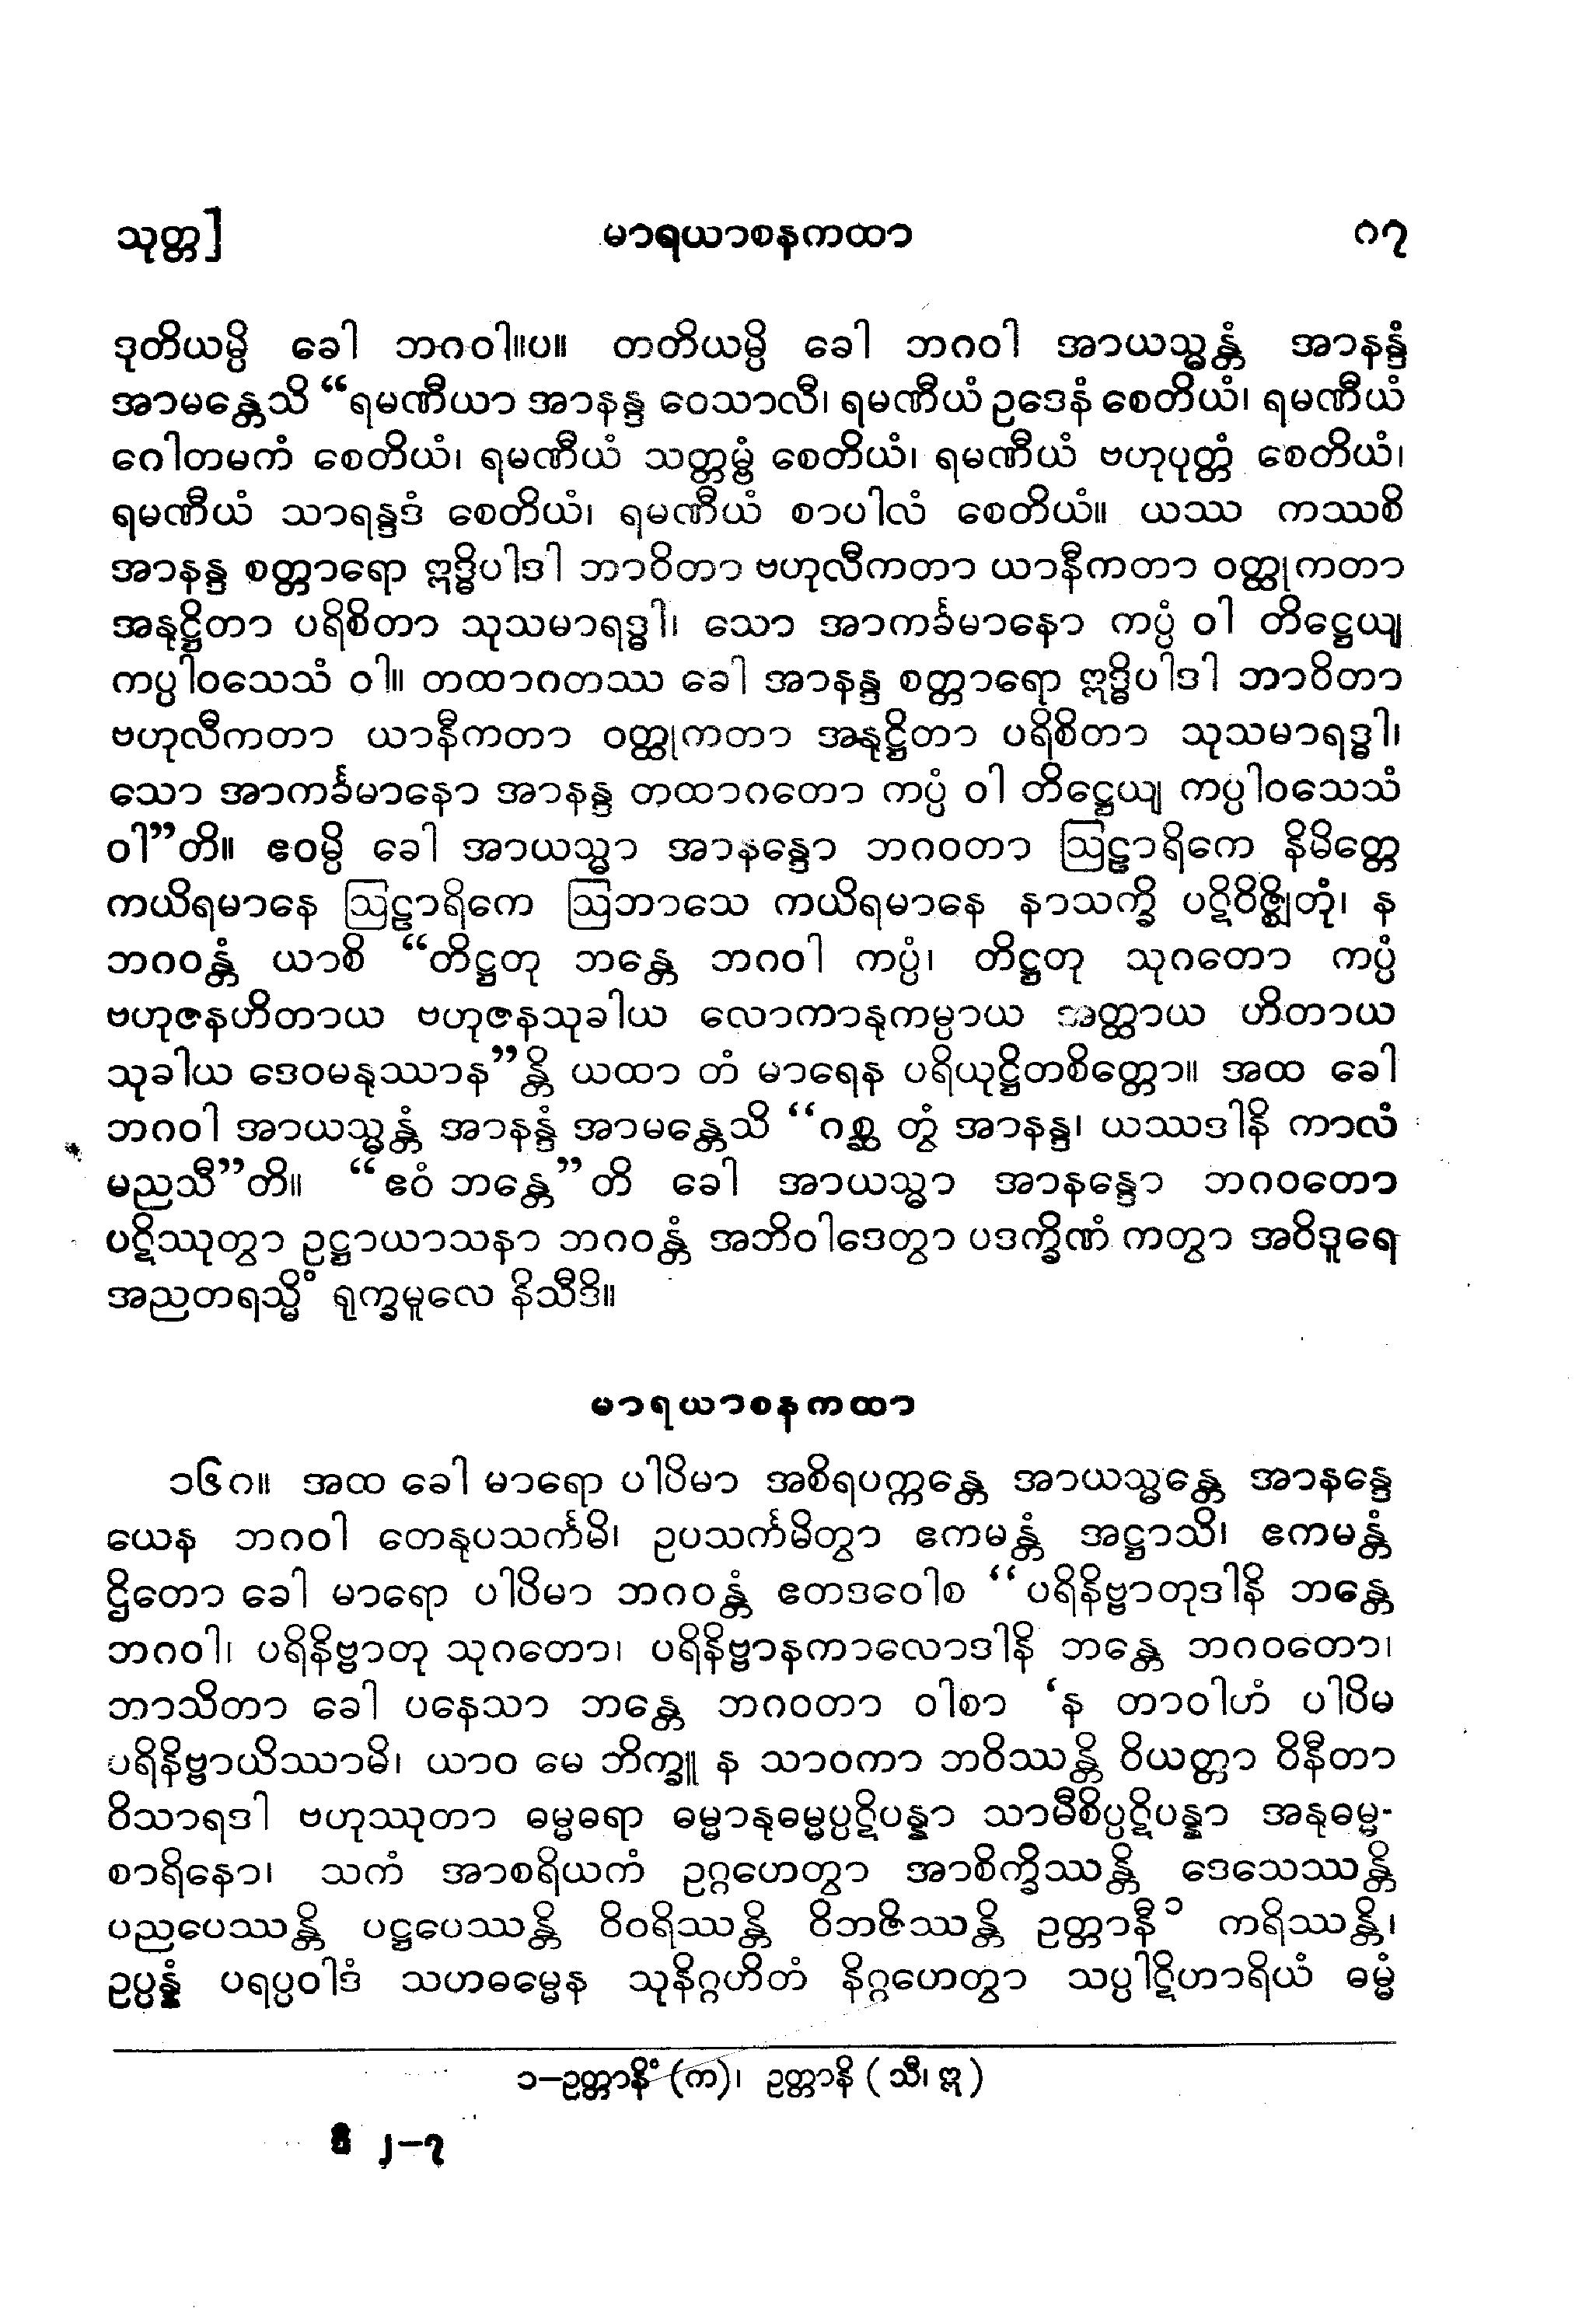 သုတ္တ] မာရယာစနကထာ ၈၇
ဒုတိယမ္ပိ ခေါ ဘဂဝါ။ပ။ တတိယမ္ပိ ခေါ ဘဂဝါ အာယသ္မန္တံ အာနန္ဒံ
အာမန္တေသိ “ရမဏီယာ အာနန္ဒ ဝေသာလီ၊ ရမဏီယံ ဥဒေနံ စေတိယံ၊ ရမဏီယံ
ဂေါတမကံ စေတိယံ၊ ရမဏီယံ သတ္တမ္ဗံ စေတိယံ၊ ရမဏီယံ ဗဟုပုတ္တံ စေတိယံ၊
ရမဏီယံ သာရန္ဒဒံ စေတိယံ၊ ရမဏီယံ စာပါလံ စေတိယံ။ ယဿ ကဿစိ
အာနန္ဒ စတ္တာရော ဣဒ္ဓိပါဒါ ဘာဝိတာ ဗဟုလီကတာ ယာနီကတာ ဝတ္ထုကတာ
အနုဋ္ဌိတာ ပရိစိတာ သုသမာရဒ္ဓါ၊ သော အာကင်္ခမာနော ကပ္ပံ ဝါ တိဋ္ဌေယျ
ကပ္ပါဝသေသံ ဝါ။ တထာဂတဿ ခေါ အာနန္ဒ စတ္တာရော ဣဒ္ဓိပါဒါ ဘာဝိတာ
ဗဟုလီကတာ ယာနီကတာ ဝတ္ထုကတာ အနုဋ္ဌိတာ ပရိစိတာ သုသမာရဒ္ဓါ၊
သော အာကင်္ခမာနော အာနန္ဒ တထာဂတော ကပ္ပံ ဝါ တိဋ္ဌေယျ ကပ္ပါဝသေသံ
ဝါ”တိ။ ဧဝမ္ပိ ခေါ အာယသ္မာ အာနန္ဒော ဘဂဝတာ ဩဠာရိကေ နိမိတ္တေ
ကယိရမာနေ ဩဠာရိကေ ဩဘာသေ ကယိရမာနေ နာသက္ခိ ပဋိဝိဇ္ဈိတုံ၊ န
ဘဂဝန္တံ ယာစိ “တိဋ္ဌတု ဘန္တေ ဘဂဝါ ကပ္ပံ၊ တိဋ္ဌတု သုဂတော ကပ္ပံ
ဗဟုဇနဟိတာယ ဗဟုဇနသုခါယ လောကာနုကမ္ပာယ အတ္ထာယ ဟိတာယ
သုခါယ ဒေဝမနုဿာန”န္တိ ယထာ တံ မာရေန ပရိယုဋ္ဌိတစိတ္တော။ အထ ခေါ
ဘဂဝါ အာယသ္မန္တံ အာနန္ဒံ အာမန္တေသိ “ဂစ္ဆ တွံ အာနန္ဒ၊ ယဿဒါနိ ကာလံ
မညသီ”တိ။ “ဧဝံ ဘန္တေ”တိ ခေါ အာယသ္မာ အာနန္ဒော ဘဂဝတော
ပဋိဿုတွာ ဥဋ္ဌာယာသနာ ဘဂဝန္တံ အဘိဝါဒေတွာ ပဒက္ခိဏံ ကတွာ အဝိဒူရေ
အညတရသ္မိံ ရုက္ခမူလေ နိသီဒိ။
မာရယာစနကထာ
၁၆၈။ အထ ခေါ မာရော ပါပိမာ အစိရပက္ကန္တေ အာယသ္မန္တေ အာနန္ဒေ
ယေန ဘဂဝါ တေနုပသင်္ကမိ၊ ဥပသင်္ကမိတွာ ဧကမန္တံ အဋ္ဌာသိ၊ ဧကမန္တံ
ဌိတော ခေါ မာရော ပါပိမာ ဘဂဝန္တံ ဧတဒဝေါစ “ပရိနိဗ္ဗာတုဒါနိ ဘန္တေ
ဘဂဝါ၊ ပရိနိဗ္ဗာတု သုဂတော၊ ပရိနိဗ္ဗာနကာလောဒါနိ ဘန္တေ ဘဂဝတော၊
ဘာသိတာ ခေါ ပနေသာ ဘန္တေ ဘဂဝတာ ဝါစာ ‘န တာဝါဟံ ပါပိမ
ပရိနိဗ္ဗာယိဿာမိ၊ ယာဝ မေ ဘိက္ခူ န သာဝကာ ဘဝိဿန္တိ ဝိယတ္တာ ဝိနီတာ
ဝိသာရဒါ ဗဟုဿုတာ ဓမ္မဓရာ ဓမ္မာနုဓမ္မပ္ပဋိပန္နာ သာမီစိပ္ပဋိပန္နာ အနုဓမ္မ-
စာရိနော၊ သကံ အာစရိယကံ ဥဂ္ဂဟေတွာ အာစိက္ခိဿန္တိ ဒေသေဿန္တိ
ပညပေဿန္တိ ပဋ္ဌပေဿန္တိ ဝိဝရိဿန္တိ ဝိဘဇိဿန္တိ ဥတ္တာနီ၁ ကရိဿန္တိ၊
ဥပ္ပန္နံ ပရပ္ပဝါဒံ သဟဓမ္မေန သုနိဂ္ဂဟိတံ နိဂ္ဂဟေတွာ သပ္ပါဋိဟာရိယံ ဓမ္မံ
၁–ဥတ္တာနိံ (က)၊ ဥတ္တာနိ (သီ၊ ဣ)
ဒီ ၂–၇